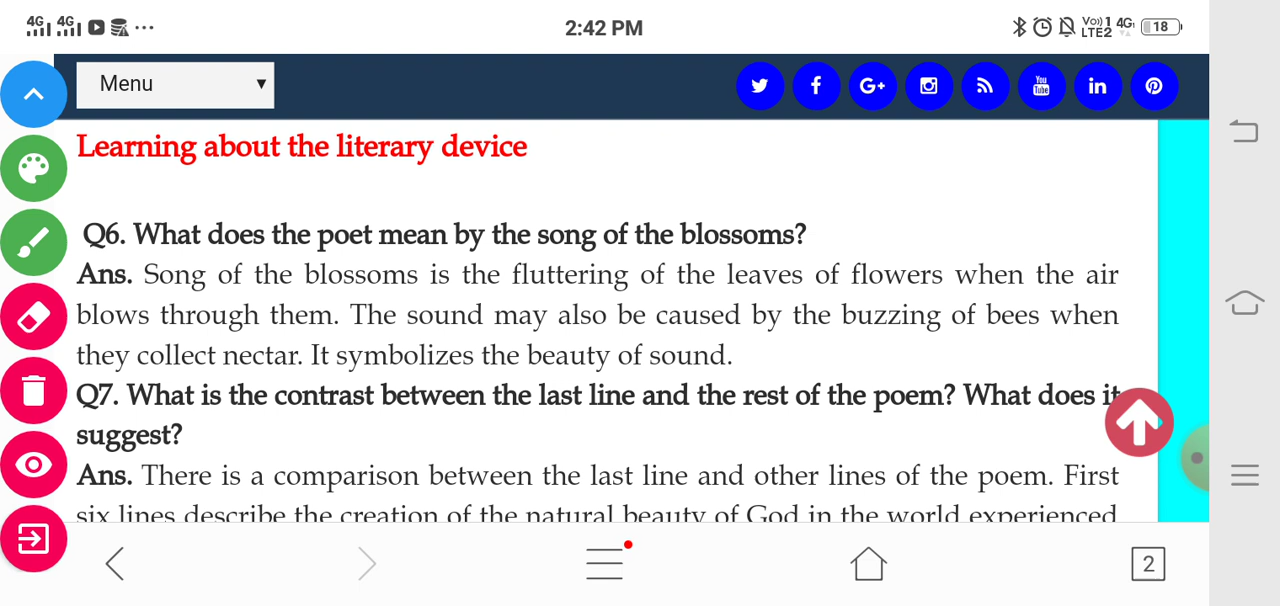 4G 4G ... 2:42 PM Vo)) 1 4G LTE2 18
Menu
You Tube
Learning about the literary device
Q6. What does the poet mean by the song of the blossoms?
Ans. Song of the blossoms is the fluttering of the leaves of flowers when the air
blows through them. The sound may also be caused by the buzzing of bees when
they collect nectar. It symbolizes the beauty of sound.
Q7. What is the contrast between the last line and the rest of the poem? What does it
suggest?
Ans. There is a comparison between the last line and other lines of the poem. First
six lines describe the creation of the natural beauty of God in the world experienced
2